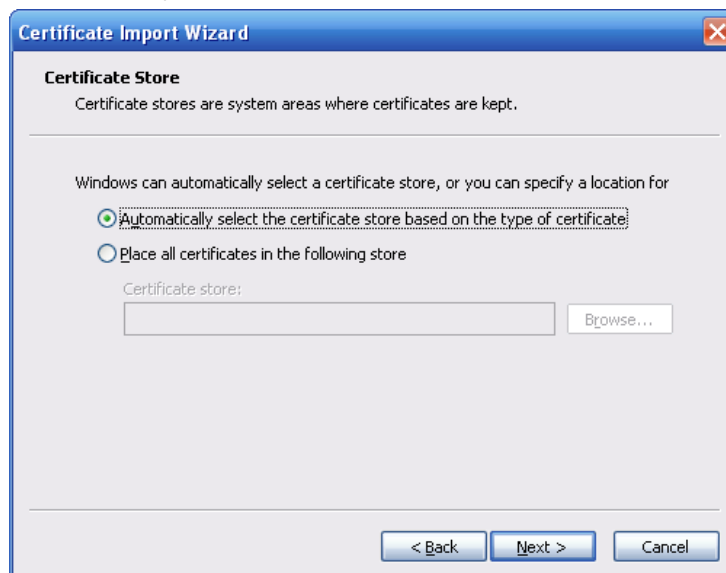 Certificate Import Wizard
Certificate Store
Certificate stores are system areas where certificates are kept.
Windows can automatically select a certificate store, or you can specify a location for
Automatically select the certificate store based on the type of certificate
Place all certificates in the following store
Certificate store:
Browse...
< Back Next > Cancel